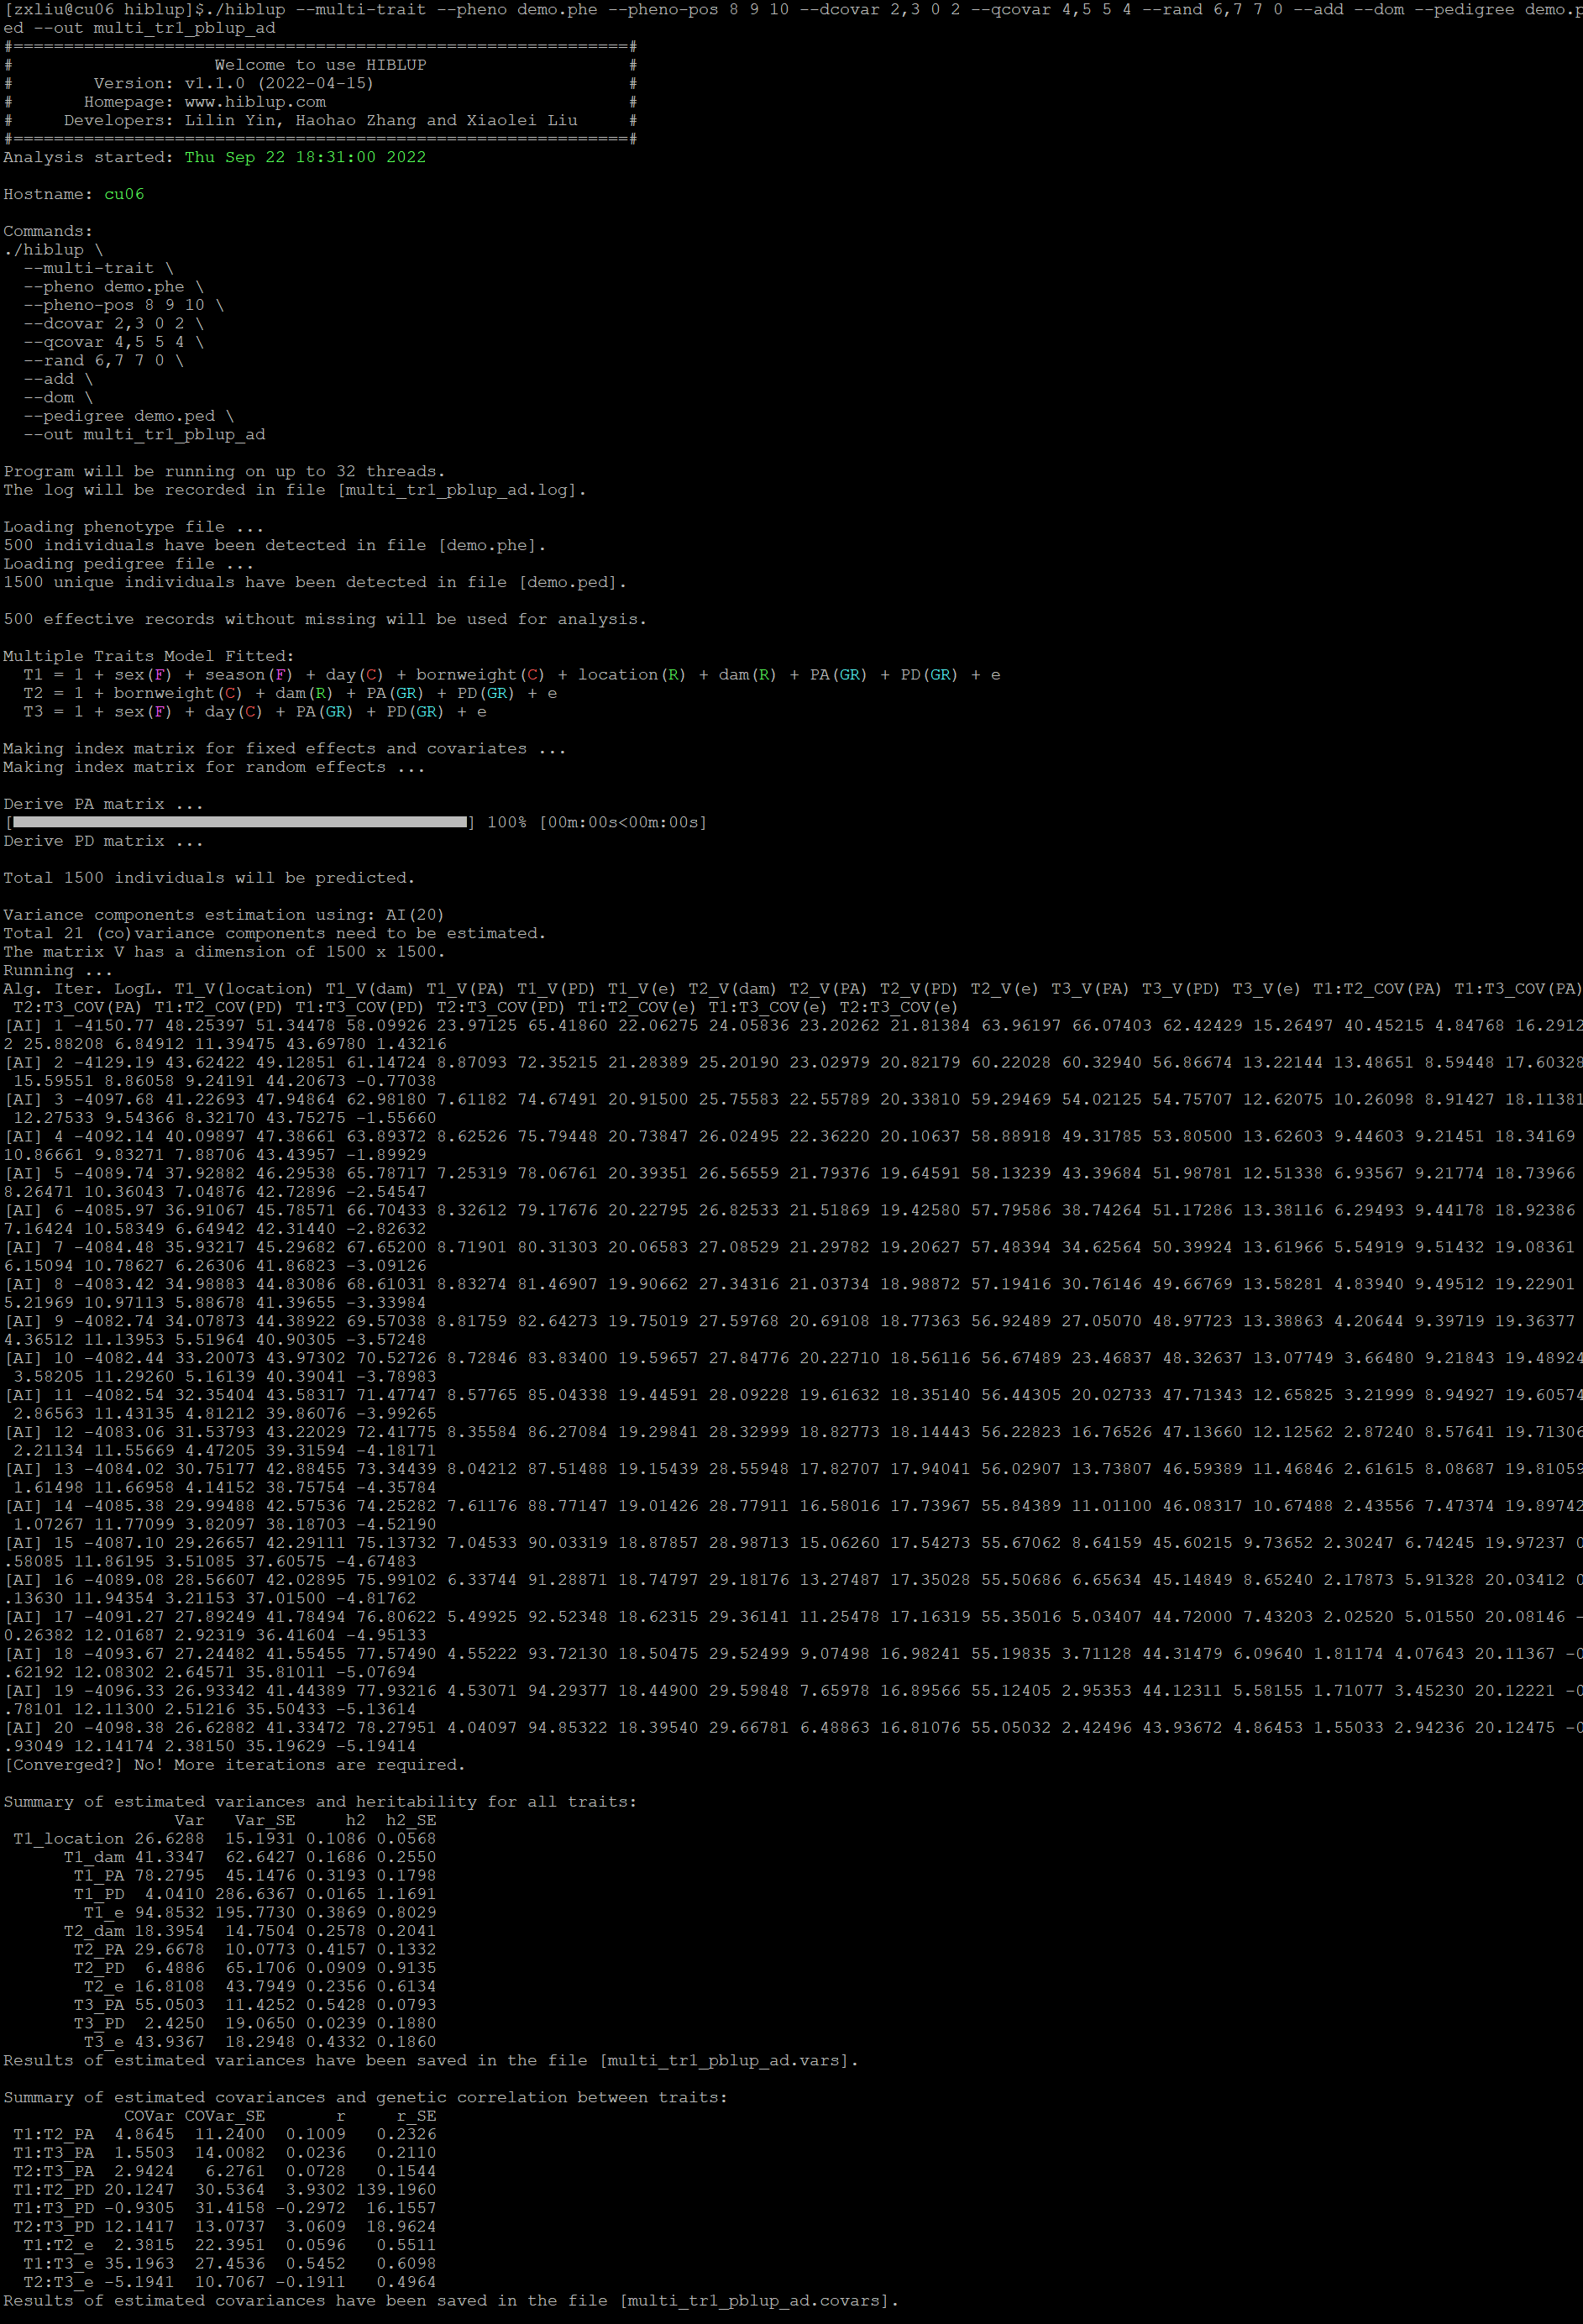 [zxliu@cu06 hiblup]$./hiblup --multi-trait --pheno demo.phe --pheno-pos 8 9 10 --dcovar 2,3 0 2 --qcovar 4,5 5 4 --rand 6,7 7 0 --add --dom --pedigree demo.p
ed --out multi_tr1_pblup_ad
#============================================================#
#                    Welcome to use HIBLUP                    #
#        Version: v1.1.0 (2022-04-15)                         #
#       Homepage: www.hiblup.com                              #
#     Developers: Lilin Yin, Haohao Zhang and Xiaolei Liu     #
#============================================================#
Analysis started: Thu Sep 22 18:31:00 2022
Hostname: cu06
Commands:
./hiblup \
  --multi-trait \
  --pheno demo.phe \
  --pheno-pos 8 9 10 \
  --dcovar 2,3 0 2 \
  --qcovar 4,5 5 4 \
  --rand 6,7 7 0 \
  --add \
  --dom \
  --pedigree demo.ped \
  --out multi_tr1_pblup_ad
Program will be running on up to 32 threads.
The log will be recorded in file [multi_tr1_pblup_ad.log].
Loading phenotype file ...
500 individuals have been detected in file [demo.phe].
Loading pedigree file ...
1500 unique individuals have been detected in file [demo.ped].
500 effective records without missing will be used for analysis.
Multiple Traits Model Fitted:
  T1 = 1 + sex(F) + season(F) + day(C) + bornweight(C) + location(R) + dam(R) + PA(GR) + PD(GR) + e
  T2 = 1 + bornweight(C) + dam(R) + PA(GR) + PD(GR) + e
  T3 = 1 + sex(F) + day(C) + PA(GR) + PD(GR) + e
Making index matrix for fixed effects and covariates ...
Making index matrix for random effects ...
Derive PA matrix ...
[                                             ] 100% [00m:00s<00m:00s]
Derive PD matrix ...
Total 1500 individuals will be predicted.
Variance components estimation using: AI(20)
Total 21 (co)variance components need to be estimated.
The matrix V has a dimension of 1500 x 1500.
Running ...
Alg. Iter. LogL. T1_V(location) T1_V(dam) T1_V(PA) T1_V(PD) T1_V(e) T2_V(dam) T2_V(PA) T2_V(PD) T2_V(e) T3_V(PA) T3_V(PD) T3_V(e) T1:T2_COV(PA) T1:T3_COV(PA)
 T2:T3_COV(PA) T1:T2_COV(PD) T1:T3_COV(PD) T2:T3_COV(PD) T1:T2_COV(e) T1:T3_COV(e) T2:T3_COV(e)
[AI] 1 -4150.77 48.25397 51.34478 58.09926 23.97125 65.41860 22.06275 24.05836 23.20262 21.81384 63.96197 66.07403 62.42429 15.26497 40.45215 4.84768 16.2912
2 25.88208 6.84912 11.39475 43.69780 1.43216
[AI] 2 -4129.19 43.62422 49.12851 61.14724 8.87093 72.35215 21.28389 25.20190 23.02979 20.82179 60.22028 60.32940 56.86674 13.22144 13.48651 8.59448 17.60328
 15.59551 8.86058 9.24191 44.20673 -0.77038
[AI] 3 -4097.68 41.22693 47.94864 62.98180 7.61182 74.67491 20.91500 25.75583 22.55789 20.33810 59.29469 54.02125 54.75707 12.62075 10.26098 8.91427 18.11381
 12.27533 9.54366 8.32170 43.75275 -1.55660
[AI] 4 -4092.14 40.09897 47.38661 63.89372 8.62526 75.79448 20.73847 26.02495 22.36220 20.10637 58.88918 49.31785 53.80500 13.62603 9.44603 9.21451 18.34169
10.86661 9.83271 7.88706 43.43957 -1.89929
[AI] 5 -4089.74 37.92882 46.29538 65.78717 7.25319 78.06761 20.39351 26.56559 21.79376 19.64591 58.13239 43.39684 51.98781 12.51338 6.93567 9.21774 18.73966
8.26471 10.36043 7.04876 42.72896 -2.54547
[AI] 6 -4085.97 36.91067 45.78571 66.70433 8.32612 79.17676 20.22795 26.82533 21.51869 19.42580 57.79586 38.74264 51.17286 13.38116 6.29493 9.44178 18.92386
7.16424 10.58349 6.64942 42.31440 -2.82632
[AI] 7 -4084.48 35.93217 45.29682 67.65200 8.71901 80.31303 20.06583 27.08529 21.29782 19.20627 57.48394 34.62564 50.39924 13.61966 5.54919 9.51432 19.08361
6.15094 10.78627 6.26306 41.86823 -3.09126
[AI] 8 -4083.42 34.98883 44.83086 68.61031 8.83274 81.46907 19.90662 27.34316 21.03734 18.98872 57.19416 30.76146 49.66769 13.58281 4.83940 9.49512 19.22901
5.21969 10.97113 5.88678 41.39655 -3.33984
[AI] 9 -4082.74 34.07873 44.38922 69.57038 8.81759 82.64273 19.75019 27.59768 20.69108 18.77363 56.92489 27.05070 48.97723 13.38863 4.20644 9.39719 19.36377
4.36512 11.13953 5.51964 40.90305 -3.57248
[AI] 10 -4082.44 33.20073 43.97302 70.52726 8.72846 83.83400 19.59657 27.84776 20.22710 18.56116 56.67489 23.46837 48.32637 13.07749 3.66480 9.21843 19.48924
 3.58205 11.29260 5.16139 40.39041 -3.78983
[AI] 11 -4082.54 32.35404 43.58317 71.47747 8.57765 85.04338 19.44591 28.09228 19.61632 18.35140 56.44305 20.02733 47.71343 12.65825 3.21999 8.94927 19.60574
 2.86563 11.43135 4.81212 39.86076 -3.99265
[AI] 12 -4083.06 31.53793 43.22029 72.41775 8.35584 86.27084 19.29841 28.32999 18.82773 18.14443 56.22823 16.76526 47.13660 12.12562 2.87240 8.57641 19.71306
 2.21134 11.55669 4.47205 39.31594 -4.18171
[AI] 13 -4084.02 30.75177 42.88455 73.34439 8.04212 87.51488 19.15439 28.55948 17.82707 17.94041 56.02907 13.73807 46.59389 11.46846 2.61615 8.08687 19.81059
 1.61498 11.66958 4.14152 38.75754 -4.35784
[AI] 14 -4085.38 29.99488 42.57536 74.25282 7.61176 88.77147 19.01426 28.77911 16.58016 17.73967 55.84389 11.01100 46.08317 10.67488 2.43556 7.47374 19.89742
 1.07267 11.77099 3.82097 38.18703 -4.52190
[AI] 15 -4087.10 29.26657 42.29111 75.13732 7.04533 90.03319 18.87857 28.98713 15.06260 17.54273 55.67062 8.64159 45.60215 9.73652 2.30247 6.74245 19.97237 0
.58085 11.86195 3.51085 37.60575 -4.67483
[AI] 16 -4089.08 28.56607 42.02895 75.99102 6.33744 91.28871 18.74797 29.18176 13.27487 17.35028 55.50686 6.65634 45.14849 8.65240 2.17873 5.91328 20.03412 0
.13630 11.94354 3.21153 37.01500 -4.81762
[AI] 17 -4091.27 27.89249 41.78494 76.80622 5.49925 92.52348 18.62315 29.36141 11.25478 17.16319 55.35016 5.03407 44.72000 7.43203 2.02520 5.01550 20.08146 -
0.26382 12.01687 2.92319 36.41604 -4.95133
[AI] 18 -4093.67 27.24482 41.55455 77.57490 4.55222 93.72130 18.50475 29.52499 9.07498 16.98241 55.19835 3.71128 44.31479 6.09640 1.81174 4.07643 20.11367 -0
.62192 12.08302 2.64571 35.81011 -5.07694
[AI] 19 -4096.33 26.93342 41.44389 77.93216 4.53071 94.29377 18.44900 29.59848 7.65978 16.89566 55.12405 2.95353 44.12311 5.58155 1.71077 3.45230 20.12221 -0
.78101 12.11300 2.51216 35.50433 -5.13614
[AI] 20 -4098.38 26.62882 41.33472 78.27951 4.04097 94.85322 18.39540 29.66781 6.48863 16.81076 55.05032 2.42496 43.93672 4.86453 1.55033 2.94236 20.12475 -0
.93049 12.14174 2.38150 35.19629 -5.19414
[Converged?] No! More iterations are required.
Summary of estimated variances and heritability for all traits:
                 Var   Var_SE     h2  h2_SE
 T1_location 26.6288  15.1931 0.1086 0.0568
      T1_dam 41.3347  62.6427 0.1686 0.2550
       T1_PA 78.2795  45.1476 0.3193 0.1798
       T1_PD  4.0410 286.6367 0.0165 1.1691
        T1_e 94.8532 195.7730 0.3869 0.8029
      T2_dam 18.3954  14.7504 0.2578 0.2041
       T2_PA 29.6678  10.0773 0.4157 0.1332
       T2_PD  6.4886  65.1706 0.0909 0.9135
        T2_e 16.8108  43.7949 0.2356 0.6134
       T3_PA 55.0503  11.4252 0.5428 0.0793
       T3_PD  2.4250  19.0650 0.0239 0.1880
        T3_e 43.9367  18.2948 0.4332 0.1860
Results of estimated variances have been saved in the file [multi_tr1_pblup_ad.vars].
Summary of estimated covariances and genetic correlation between traits:
            COVar COVar_SE       r     r_SE
 T1:T2_PA  4.8645  11.2400  0.1009   0.2326
 T1:T3_PA  1.5503  14.0082  0.0236   0.2110
 T2:T3_PA  2.9424   6.2761  0.0728   0.1544
 T1:T2_PD 20.1247  30.5364  3.9302 139.1960
 T1:T3_PD -0.9305  31.4158 -0.2972  16.1557
 T2:T3_PD 12.1417  13.0737  3.0609  18.9624
  T1:T2_e  2.3815  22.3951  0.0596   0.5511
  T1:T3_e 35.1963  27.4536  0.5452   0.6098
  T2:T3_e -5.1941  10.7067 -0.1911   0.4964
Results of estimated covariances have been saved in the file [multi_tr1_pblup_ad.covars].